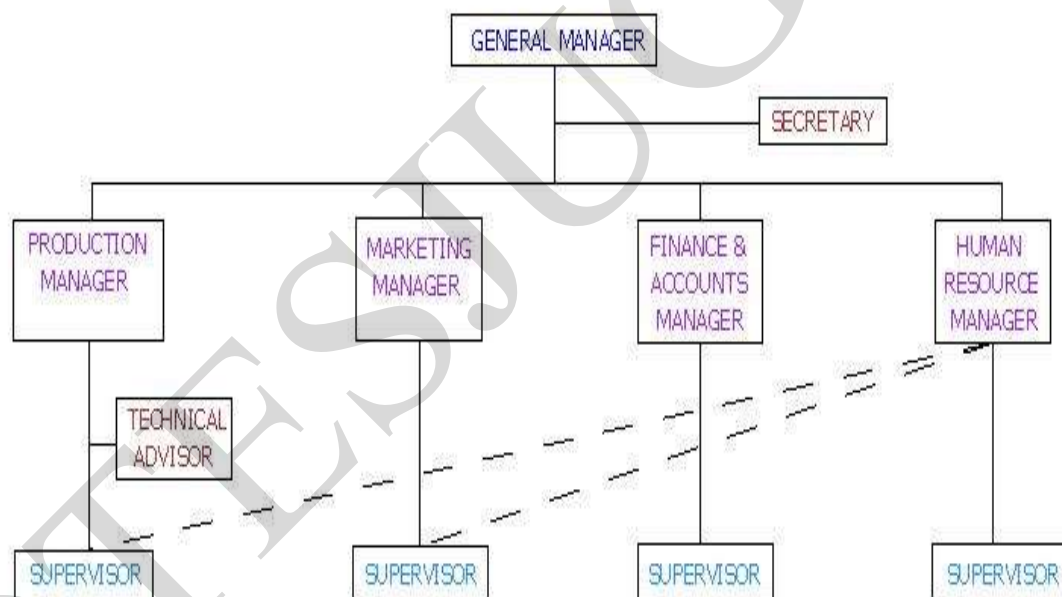 GENERAL MANAGER
SECRETARY
PRODUCTION
MANAGER
MARKETING
MANAGER
FINANCE &
ACCOUNTS
MANAGER
HUMAN
RESOURCE
MANAGER
TECHNICAL
ADVISOR
SUPERVISOR
SUPERVISOR
SUPERVISOR
SUPERVISOR